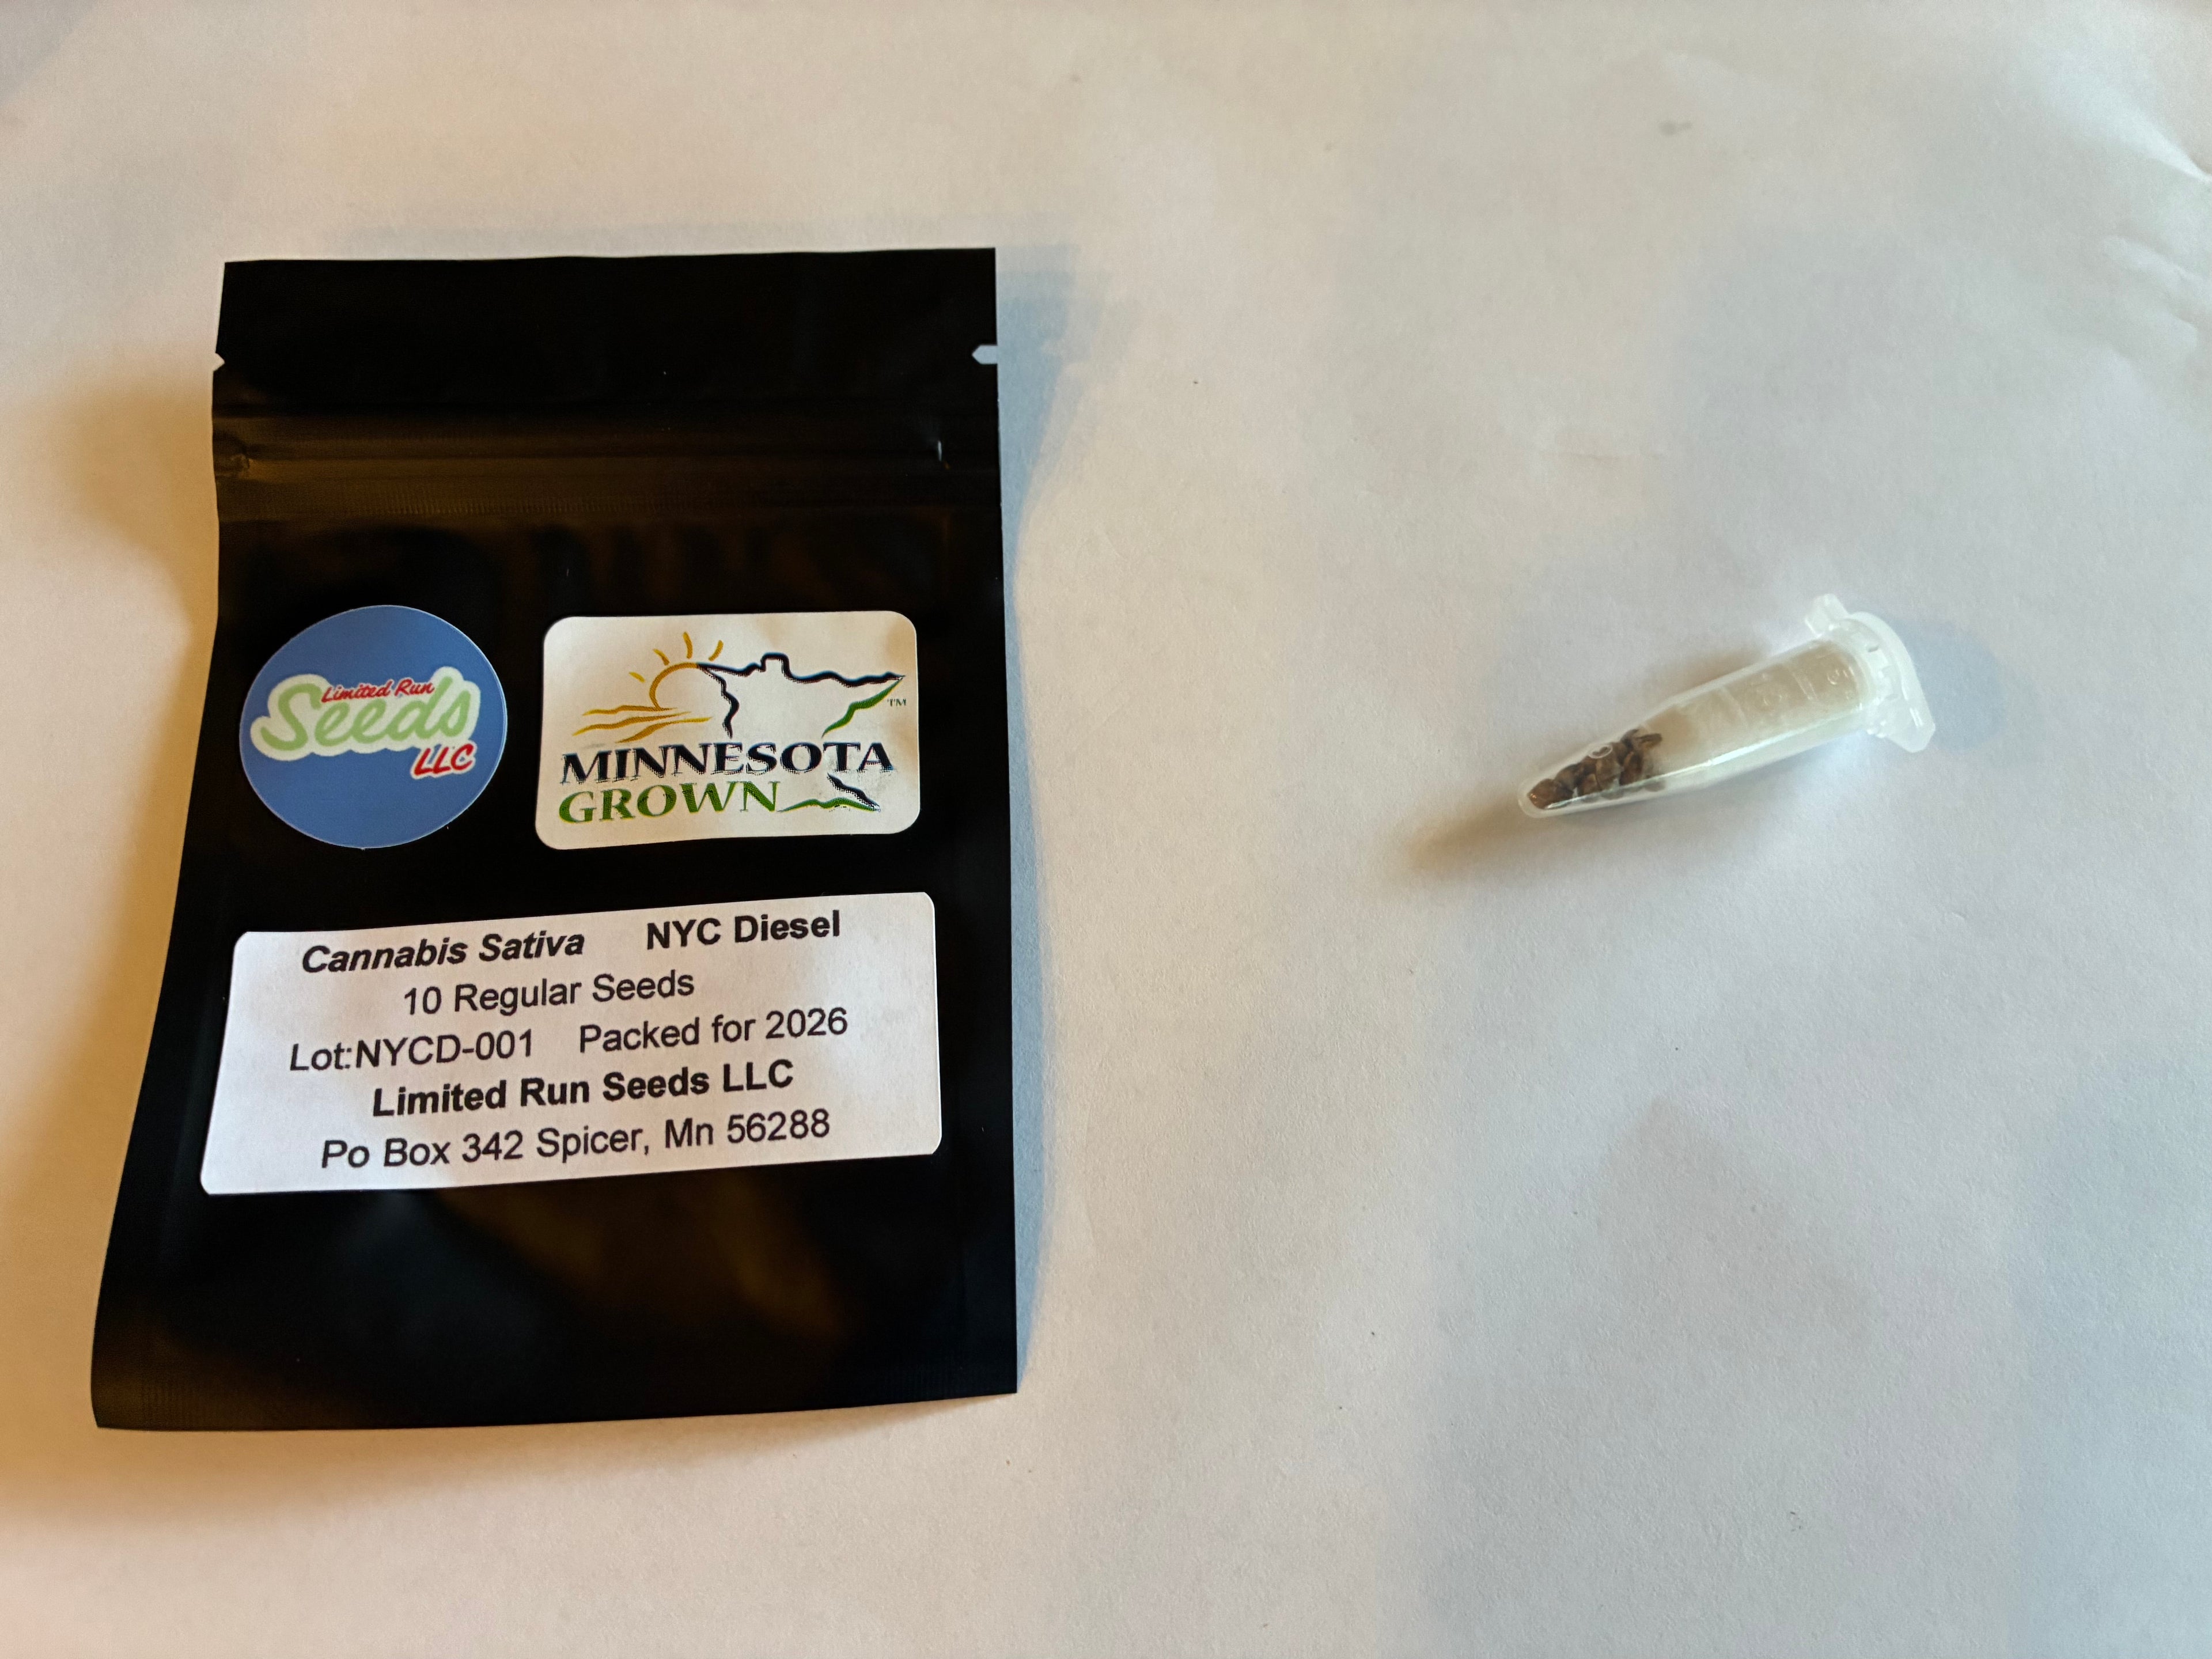 Limited Run
Seeds
LLC
MINNESOTA
GROWN
TM
Cannabis Sativa NYC Diesel
10 Regular Seeds
Lot:NYCD-001 Packed for 2026
Limited Run Seeds LLC
Po Box 342 Spicer, Mn 56288